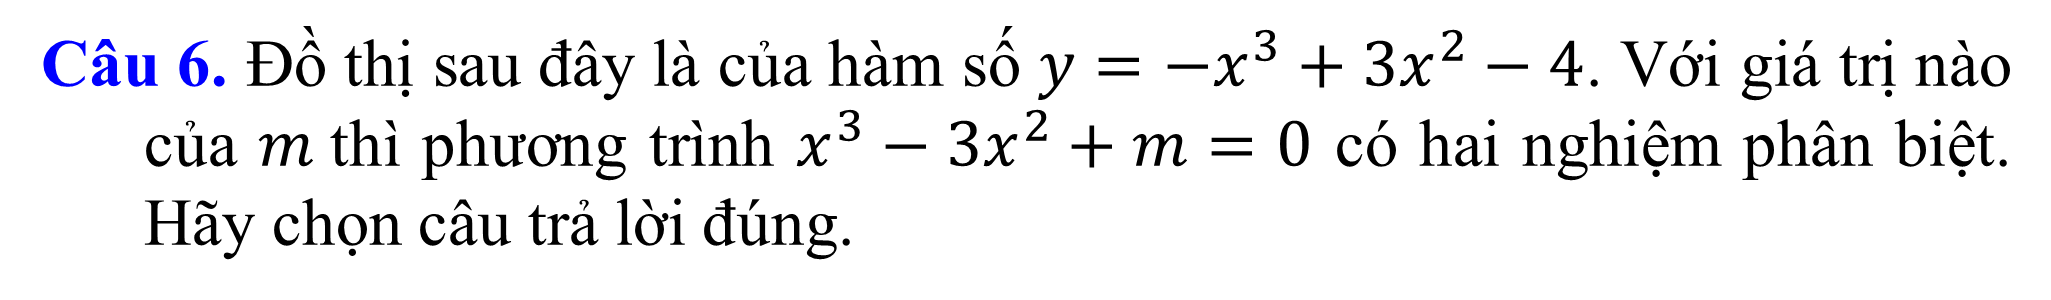 Câu 6. Đồ thị sau đây là của hàm số y = −x³ + 3x² − 4. Với giá trị nào
của m thì phương trình x³ − 3x² + m = 0 có hai nghiệm phân biệt.
Hãy chọn câu trả lời đúng.